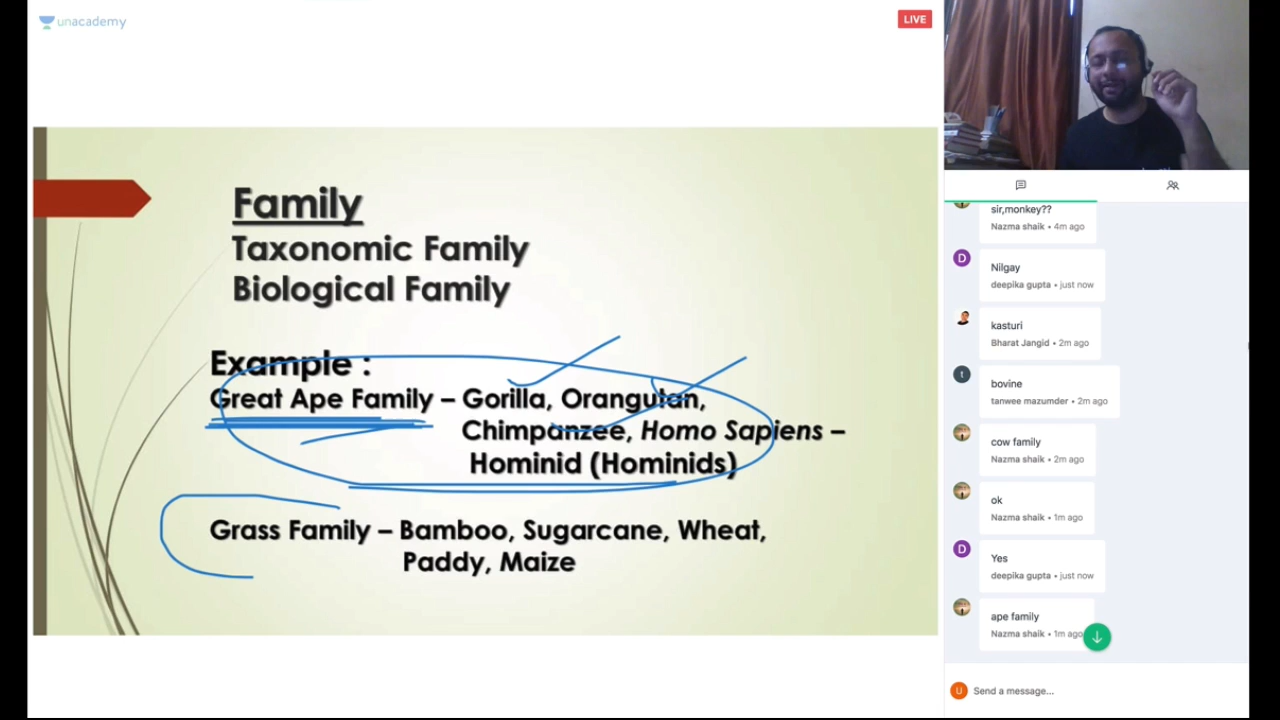 unacademy
LIVE
Family
Taxonomic Family
Biological Family
Example :
Great Ape Family – Gorilla, Orangutan,
Chimpanzee, Homo Sapiens –
Hominid (Hominids)
Grass Family – Bamboo, Sugarcane, Wheat,
Paddy, Maize
sir,monkey??
Nazma shaik • 4m ago
D
Nilgay
deepika gupta • just now
kasturi
Bharat Jangid • 2m ago
t
bovine
tanwee mazumder • 2m ago
cow family
Nazma shaik • 2m ago
ok
Nazma shaik • 1m ago
D
Yes
deepika gupta • just now
ape family
Nazma shaik • 1m ago
U
Send a message...